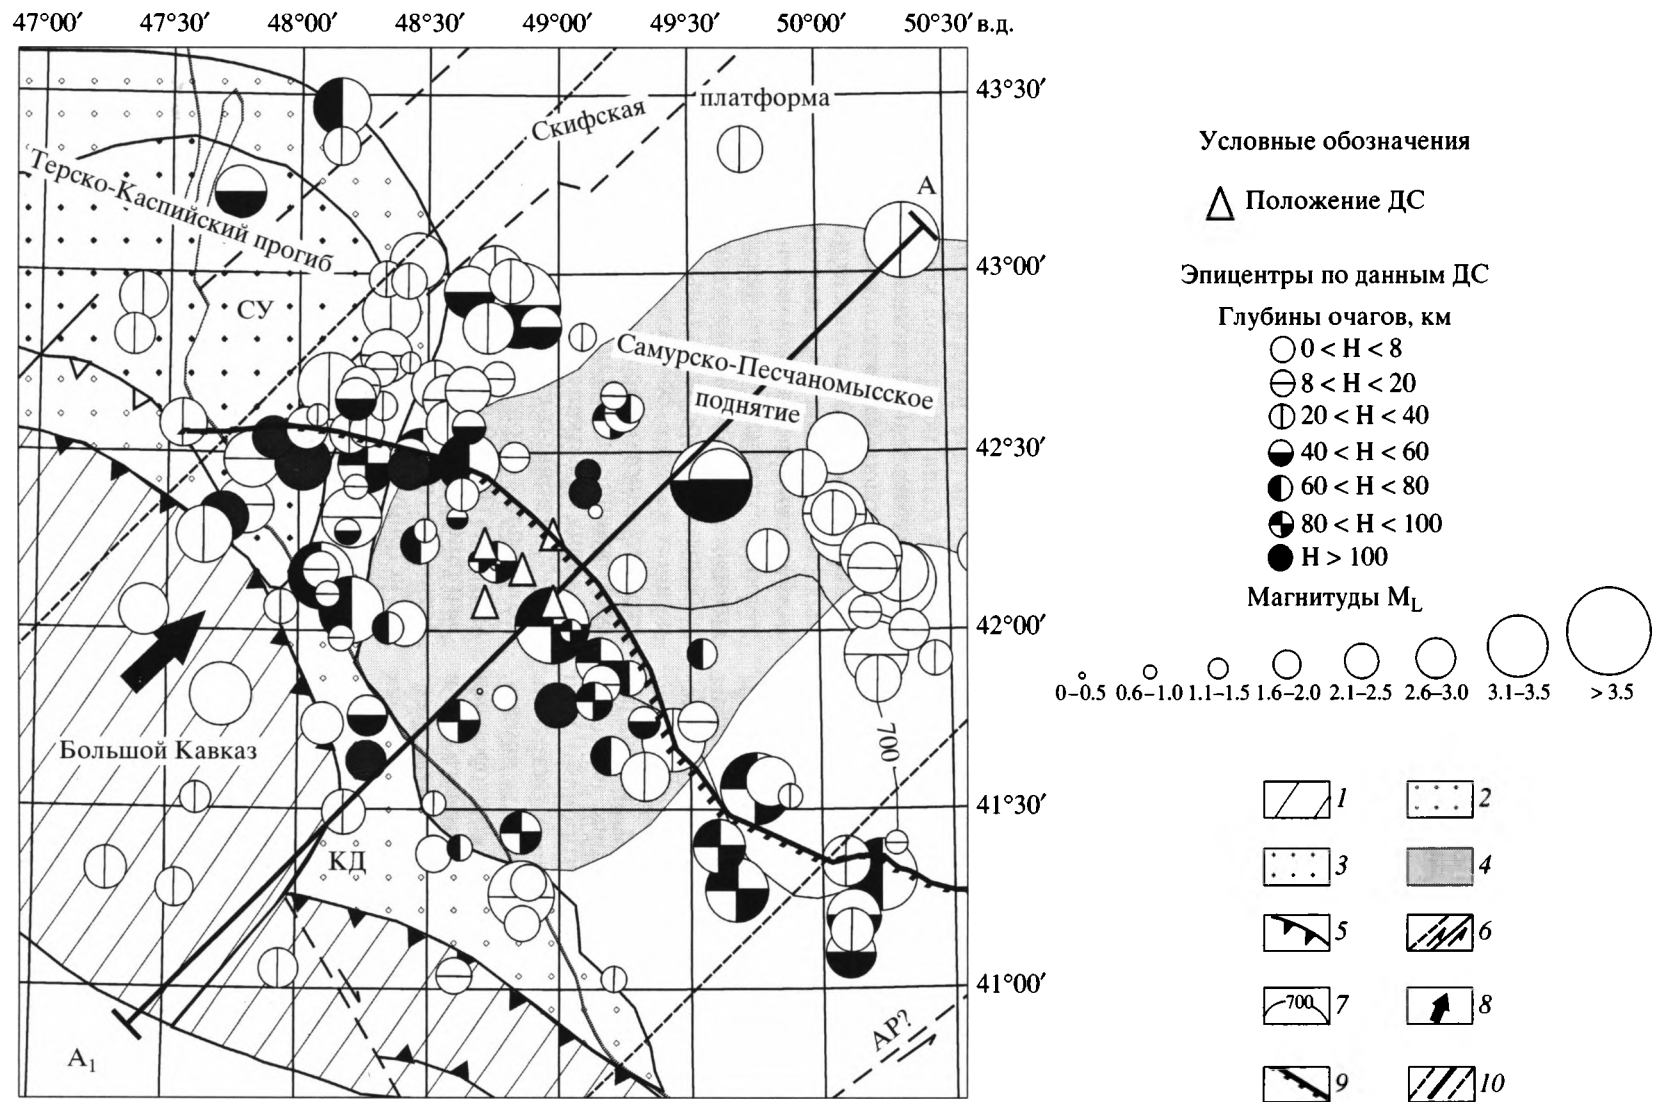 47°00′ 47°30′ 48°00′ 48°30′ 49°00′ 49°30′ 50°00′ 50°30′ в.д.
43°30′
43°00′
42°30′
42°00′
41°30′
41°00′
Скифская платформа
Терско-Каспийский прогиб
СУ
А
Самурско-Песчаномысское
поднятие
Большой Кавказ
КД
700
АР?
А₁
Условные обозначения
Положение ДС
Эпицентры по данным ДС
Глубины очагов, км
0 < H < 8
8 < H < 20
20 < H < 40
40 < H < 60
60 < H < 80
80 < H < 100
H > 100
Магнитуды M_L
0–0.5 0.6–1.0 1.1–1.5 1.6–2.0 2.1–2.5 2.6–3.0 3.1–3.5 > 3.5
1 2
3 4
5 6
700 7 8
9 10